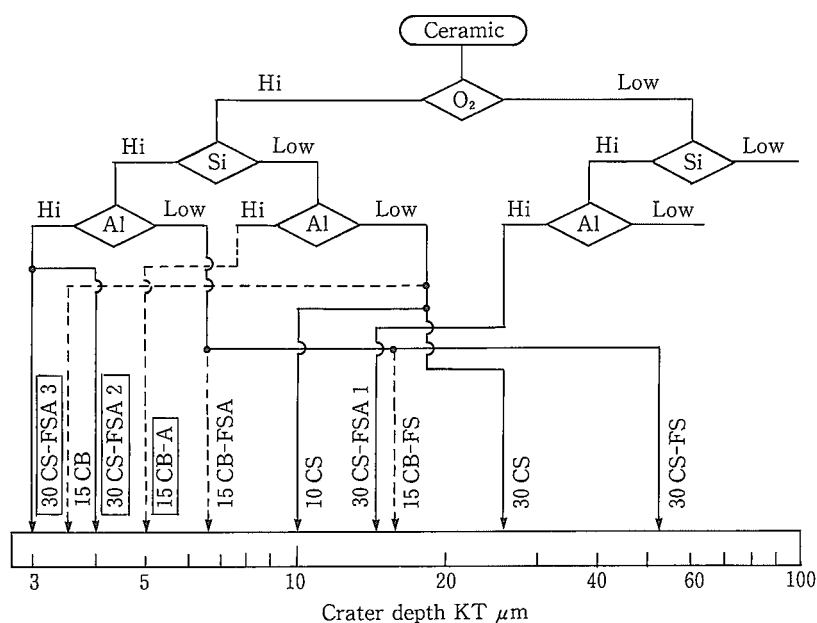 Ceramic
Hi
Low
O₂
Hi
Si
Low
Hi
Si
Low
Hi
Al
Low
Hi
Al
Low
Hi
Al
Low
30 CS-FSA 3
15 CB
30 CS-FSA 2
15 CB-A
15 CB-FSA
10 CS
30 CS-FSA 1
15 CB-FS
30 CS
30 CS-FS
3 5 10 20 40 60 100
Crater depth KT μm